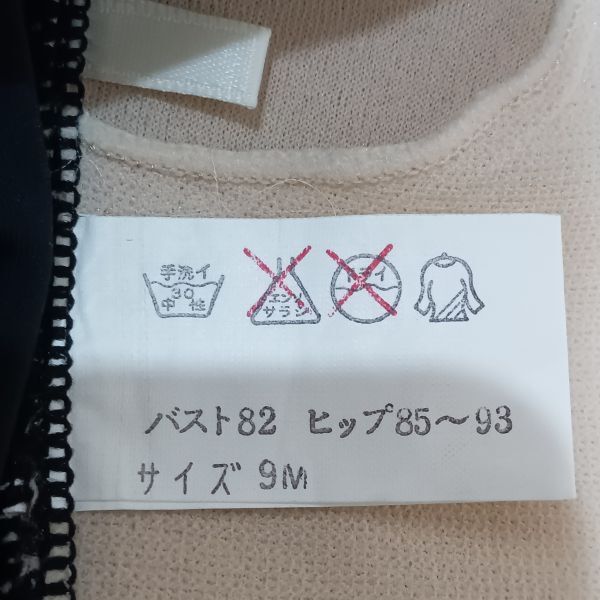 手洗イ
30
中性
エンソ
サラシ
ドライ
バスト82 ヒップ85～93
サイズ 9M